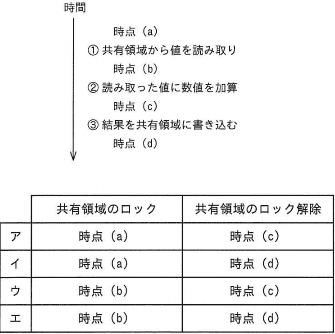 時間
時点（a）
① 共有領域から値を読み取り
時点（b）
② 読み取った値に数値を加算
時点（c）
③ 結果を共有領域に書き込む
時点（d）
共有領域のロック 共有領域のロック解除
ア 時点（a） 時点（c）
イ 時点（a） 時点（d）
ウ 時点（b） 時点（c）
エ 時点（b） 時点（d）